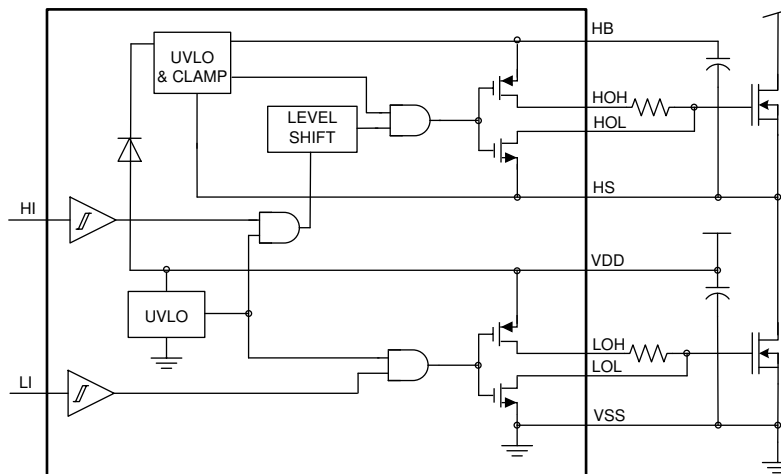 HB
UVLO
& CLAMP
HOH
LEVEL
SHIFT
HOL
HS
HI
VDD
UVLO
LOH
LOL
LI
VSS